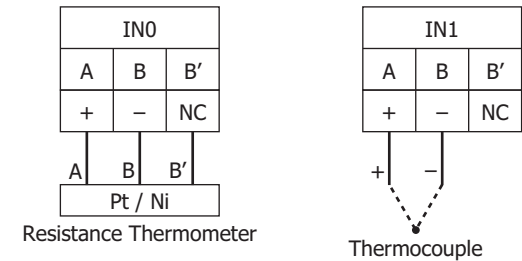 IN0
A B B′
+ – NC
A B B′
Pt / Ni
Resistance Thermometer
IN1
A B B′
+ – NC
+ –
Thermocouple